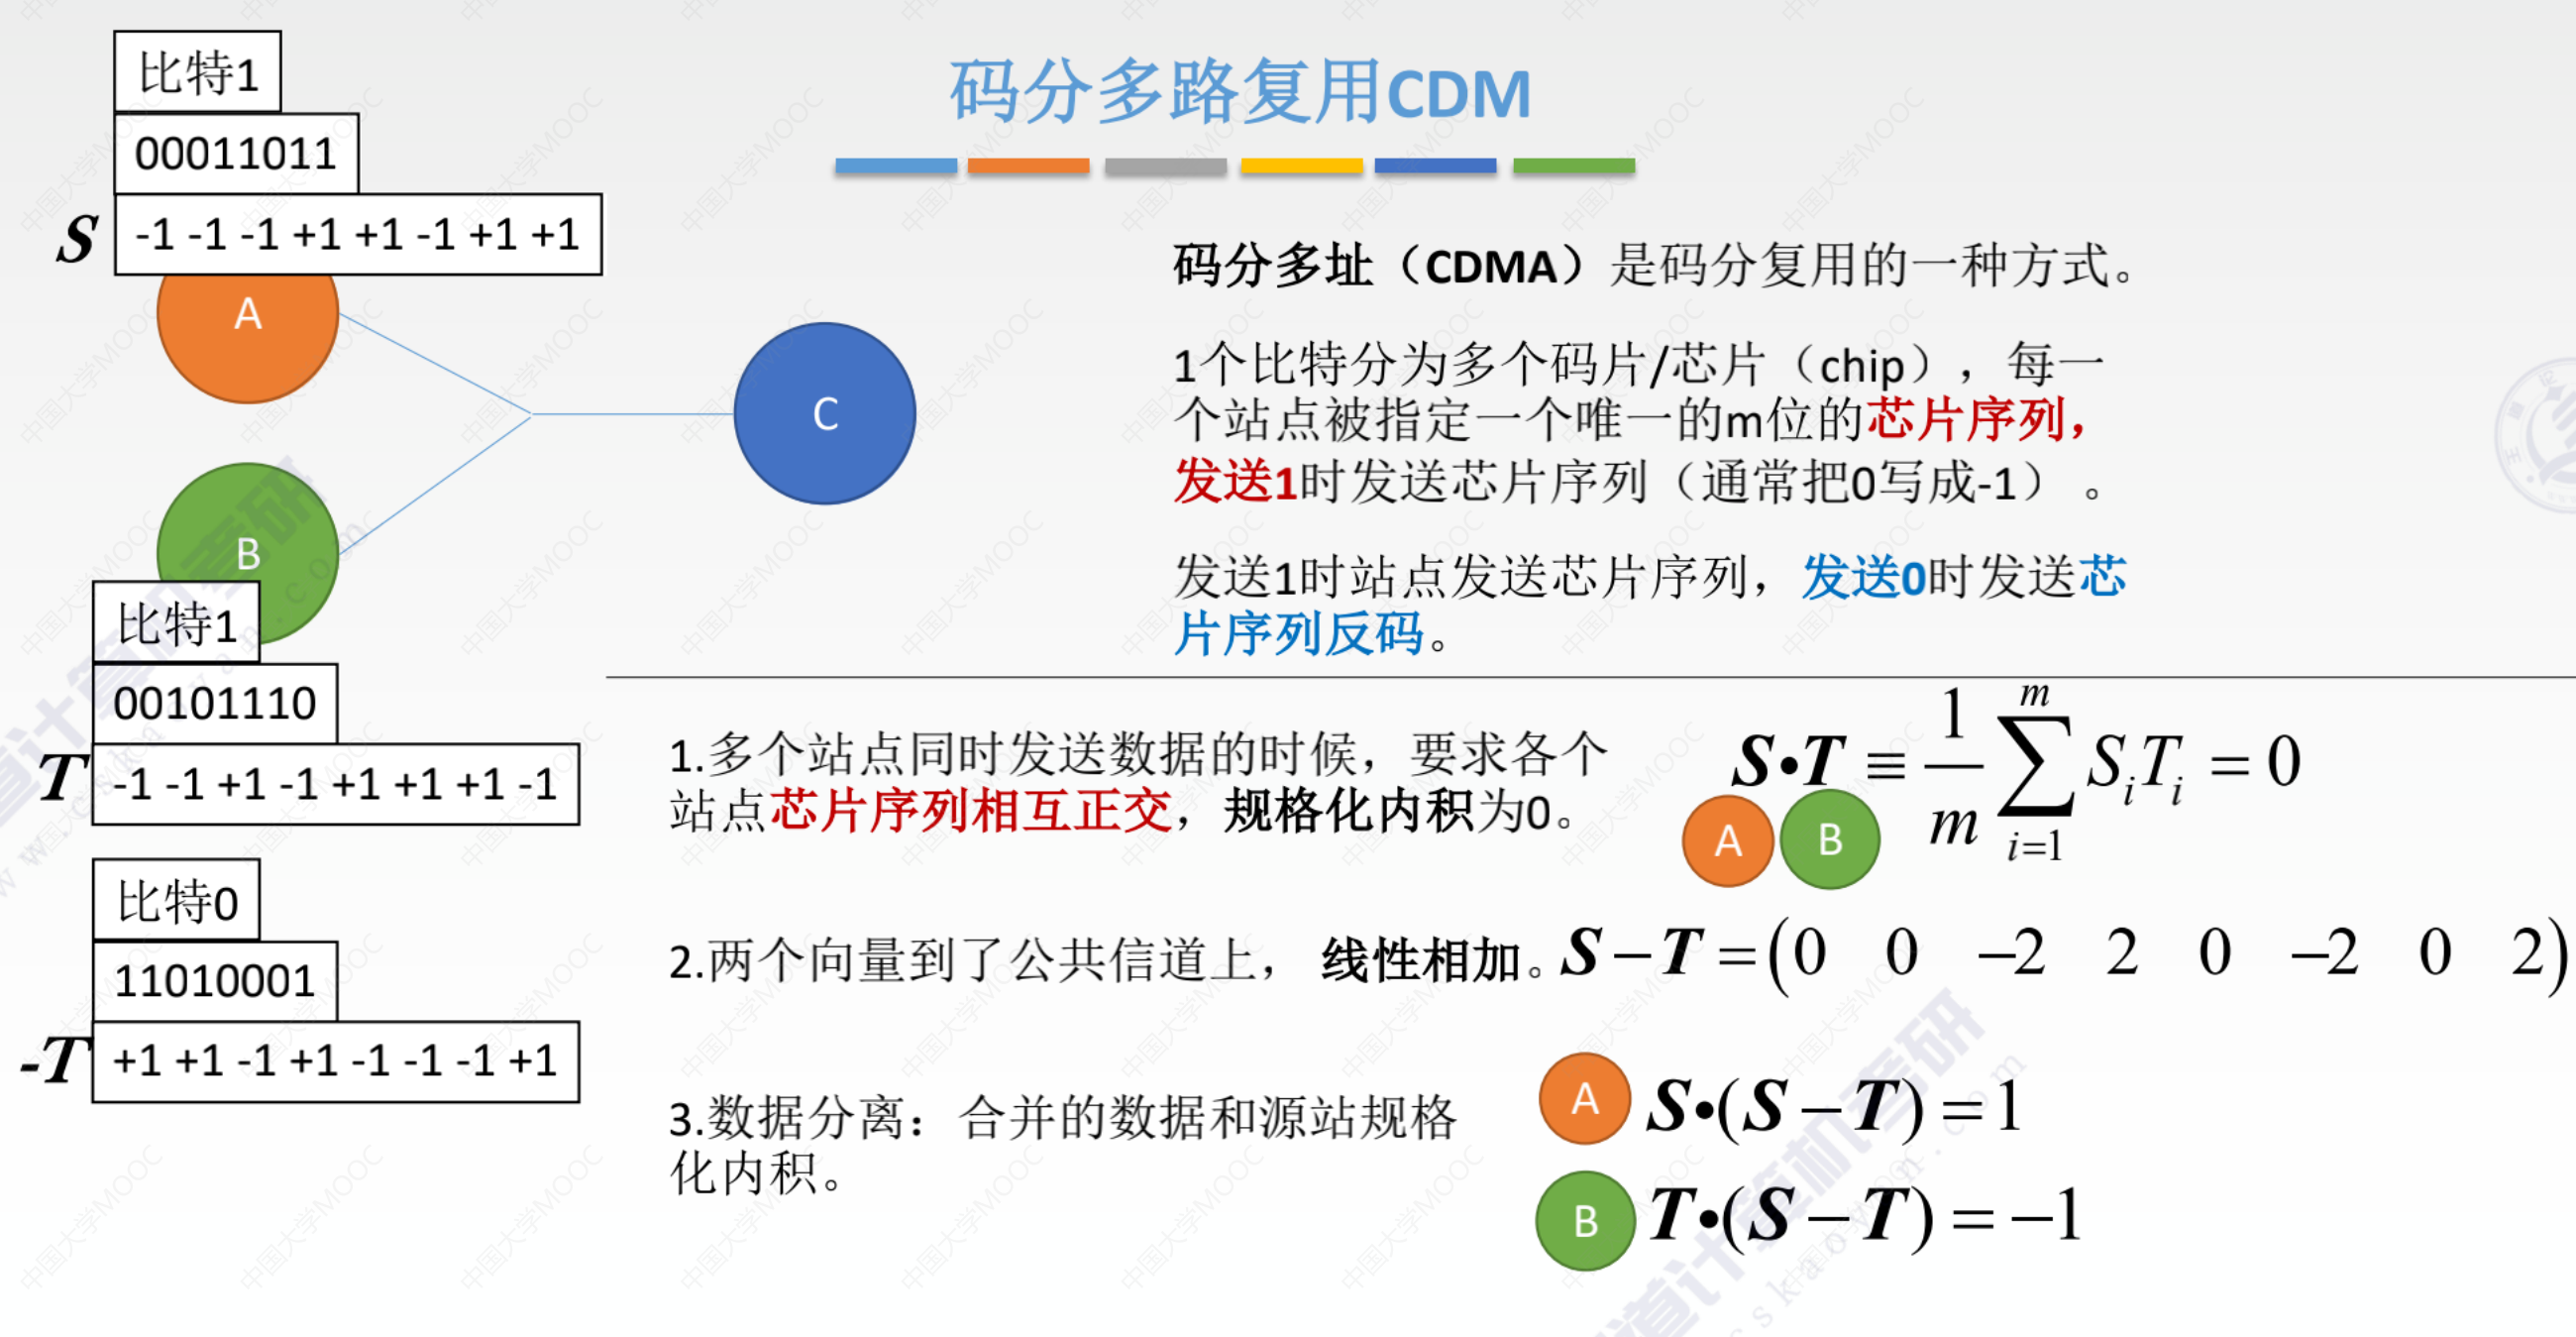 码分多路复用CDM
比特1
00011011
S -1 -1 -1 +1 +1 -1 +1 +1
A
B
C
比特1
00101110
T -1 -1 +1 -1 +1 +1 +1 -1
比特0
11010001
-T +1 +1 -1 +1 -1 -1 -1 +1
码分多址（CDMA）是码分复用的一种方式。
1个比特分为多个码片/芯片（chip），每一
个站点被指定一个唯一的m位的芯片序列，
发送1时发送芯片序列（通常把0写成-1） 。
发送1时站点发送芯片序列，发送0时发送芯
片序列反码。
1.多个站点同时发送数据的时候，要求各个
站点芯片序列相互正交，规格化内积为0。
S•T ≡ \frac{1}{m} \sum_{i=1}^{m} S_i T_i = 0
A B
2.两个向量到了公共信道上， 线性相加。
S−T=(0 0 −2 2 0 −2 0 2)
3.数据分离：合并的数据和源站规格
化内积。
A S•(S−T)=1
B T•(S−T)=−1
中国大学MOOC